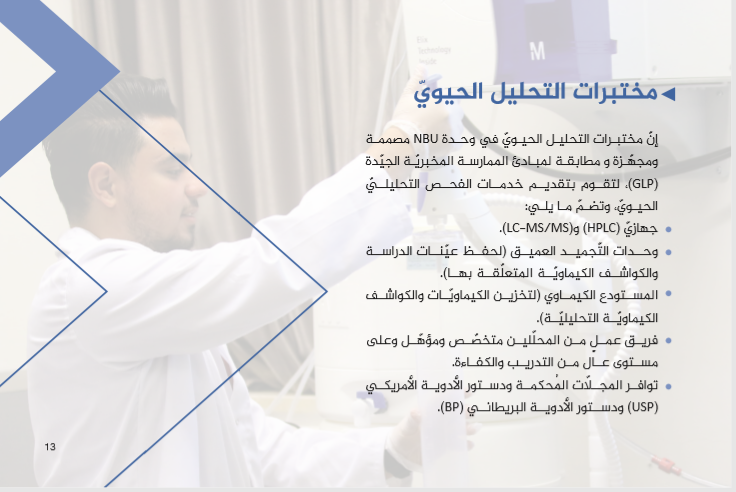 مختبرات التحليل الحيويّ
إنّ مختبرات التحليل الحيويّ في وحدة NBU مصممة
ومجهّزة و مطابقة لمبادئ الممارسة المخبريّة الجيّدة
(GLP)، لتقوم بتقديم خدمات الفحص التحليليّ
الحيويّ، وتضمّ ما يلي:
• جهازيّ (HPLC) و(LC-MS/MS).
• وحدات التّجميد العميق (لحفظ عيّنات الدراسة
والكواشف الكيماويّة المتعلّقة بها).
• المستودع الكيماوي (لتخزين الكيماويّات والكواشف
الكيماويّة التحليليّة).
• فريق عملٍ من المحلّلين متخصّص ومؤهّل وعلى
مستوى عالٍ من التدريب والكفاءة.
• توافر المجلّات المُحكمة ودستور الأدوية الأمريكي
(USP) ودستور الأدوية البريطاني (BP).
M
13